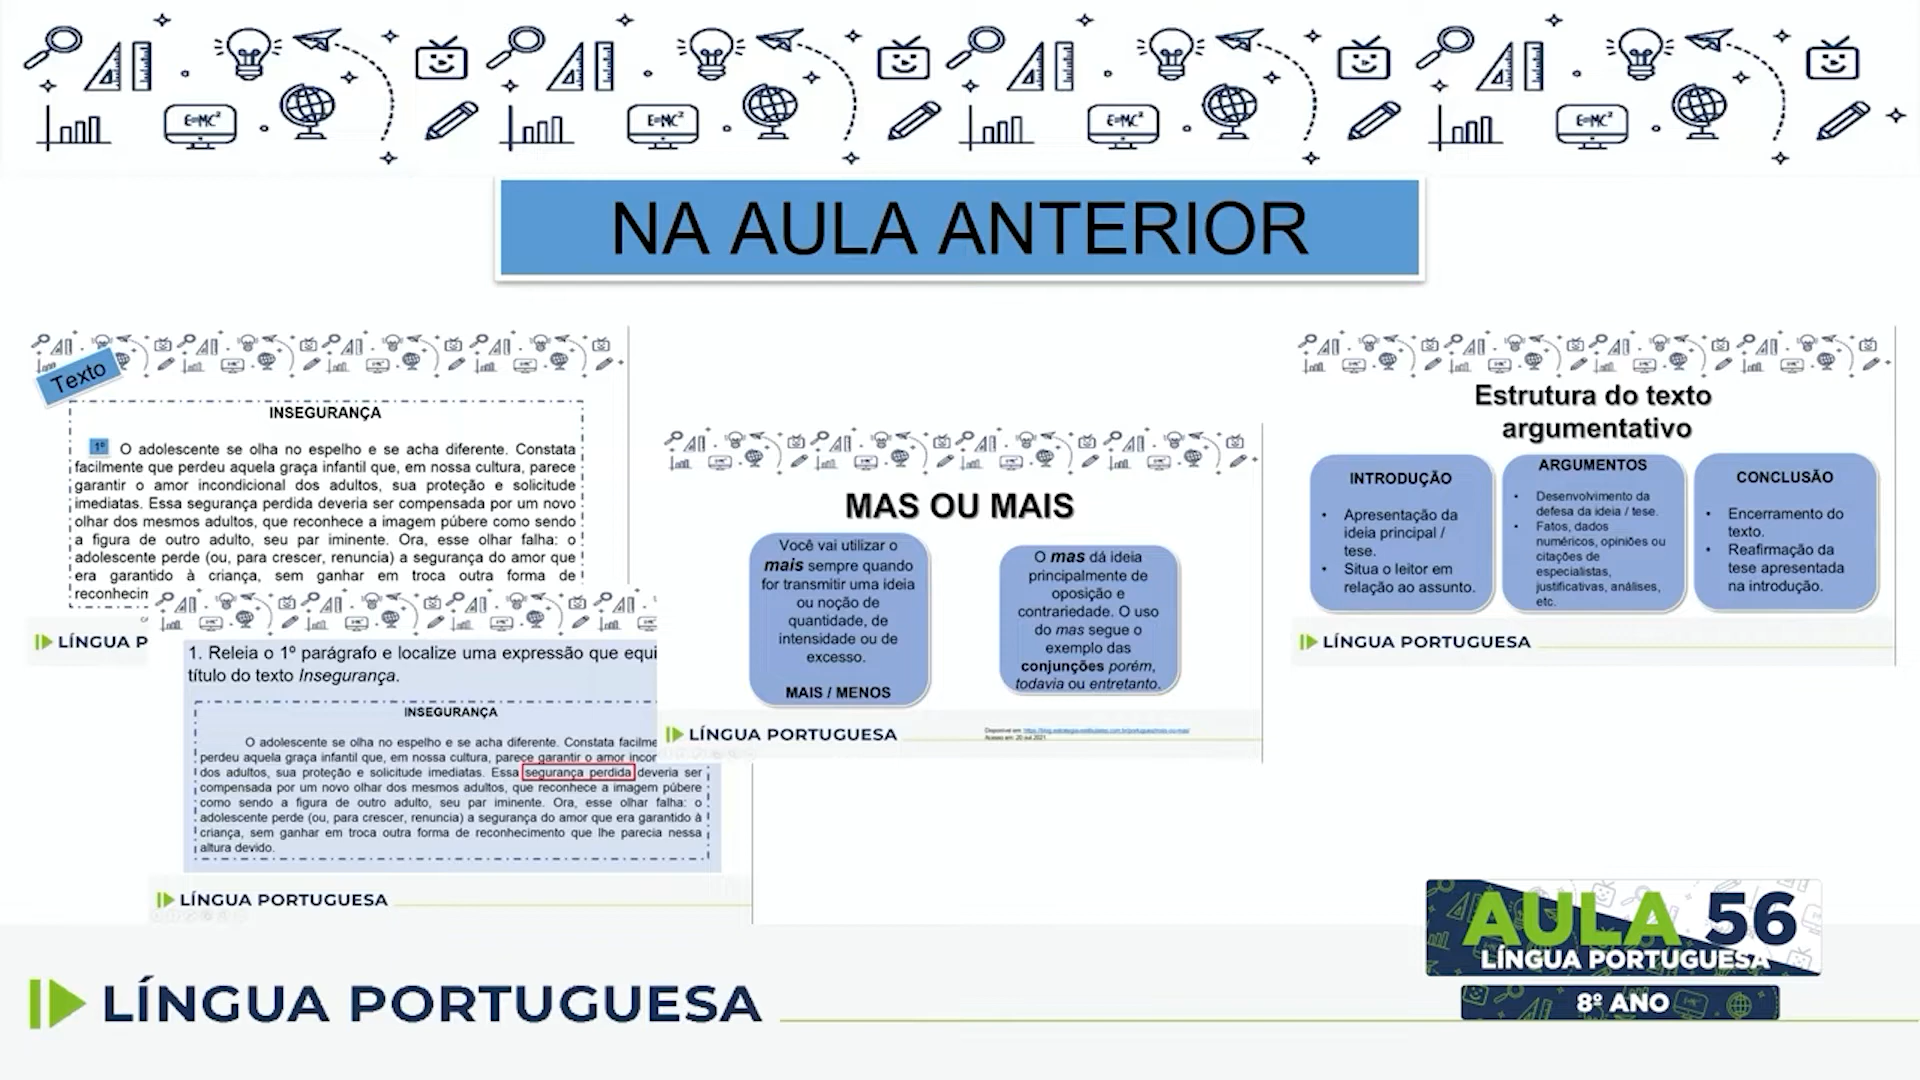 NA AULA ANTERIOR
Texto
INSEGURANÇA
1º O adolescente se olha no espelho e se acha diferente. Constata
facilmente que perdeu aquela graça infantil que, em nossa cultura, parece
garantir o amor incondicional dos adultos, sua proteção e solicitude
imediatas. Essa segurança perdida deveria ser compensada por um novo
olhar dos mesmos adultos, que reconhece a imagem púbere como sendo
a figura de outro adulto, seu par iminente. Ora, esse olhar falha: o
adolescente perde (ou, para crescer, renuncia) a segurança do amor que
era garantido à criança, sem ganhar em troca outra forma de
reconhecim
LÍNGUA P
1. Releia o 1º parágrafo e localize uma expressão que equi
título do texto Insegurança.
INSEGURANÇA
O adolescente se olha no espelho e se acha diferente. Constata facilme
perdeu aquela graça infantil que, em nossa cultura, parece garantir o amor incor
dos adultos, sua proteção e solicitude imediatas. Essa segurança perdida deveria ser
compensada por um novo olhar dos mesmos adultos, que reconhece a imagem púbere
como sendo a figura de outro adulto, seu par iminente. Ora, esse olhar falha: o
adolescente perde (ou, para crescer, renuncia) a segurança do amor que era garantido à
criança, sem ganhar em troca outra forma de reconhecimento que lhe parecia nessa
altura devido.
LÍNGUA PORTUGUESA
MAS OU MAIS
Você vai utilizar o
mais sempre quando
for transmitir uma ideia
ou noção de
quantidade, de
intensidade ou de
excesso.
MAIS / MENOS
O mas dá ideia
principalmente de
oposição e
contrariedade. O uso
do mas segue o
exemplo das
conjunções porém,
todavia ou entretanto.
LÍNGUA PORTUGUESA
Estrutura do texto
argumentativo
INTRODUÇÃO
• Apresentação da
ideia principal /
tese.
• Situa o leitor em
relação ao assunto.
ARGUMENTOS
• Desenvolvimento da
defesa da ideia / tese.
• Fatos, dados
numéricos, opiniões ou
citações de
especialistas,
justificativas, análises,
etc.
CONCLUSÃO
• Encerramento do
texto.
• Reafirmação da
tese apresentada
na introdução.
LÍNGUA PORTUGUESA
AULA 56
LÍNGUA PORTUGUESA
8º ANO
LÍNGUA PORTUGUESA
E=MC²
E=MC²
E=MC²
E=MC²